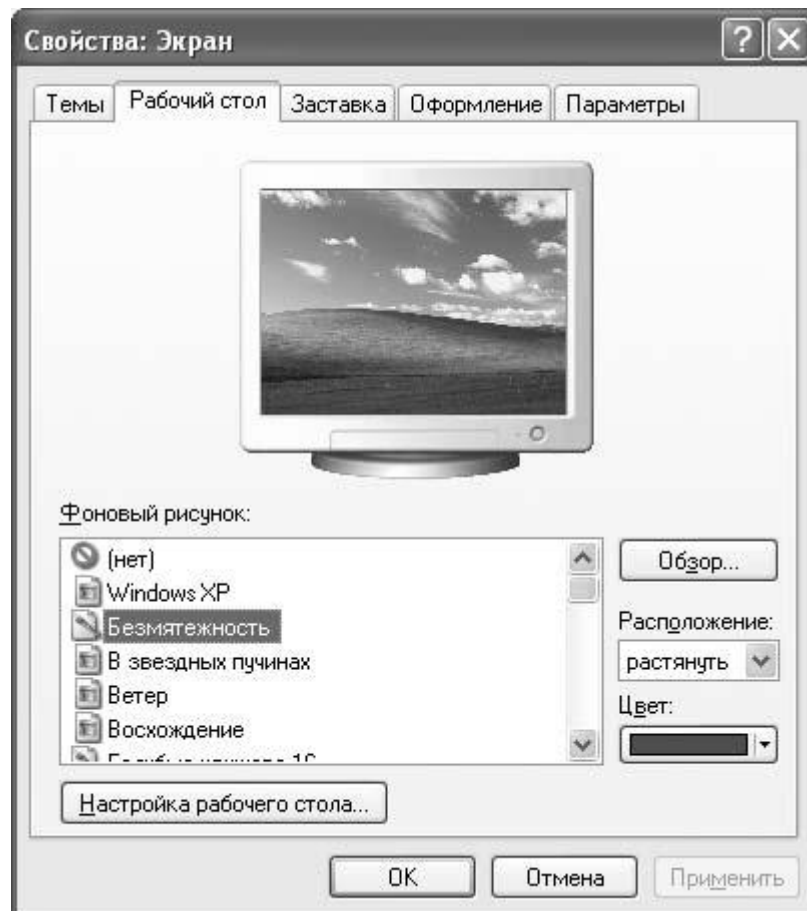 Свойства: Экран
Темы Рабочий стол Заставка Оформление Параметры
Фоновый рисунок:
(нет)
Windows XP
Безмятежность
В звездных пучинах
Ветер
Восхождение
Обзор...
Расположение:
растянуть
Цвет:
Настройка рабочего стола...
ОК Отмена Применить